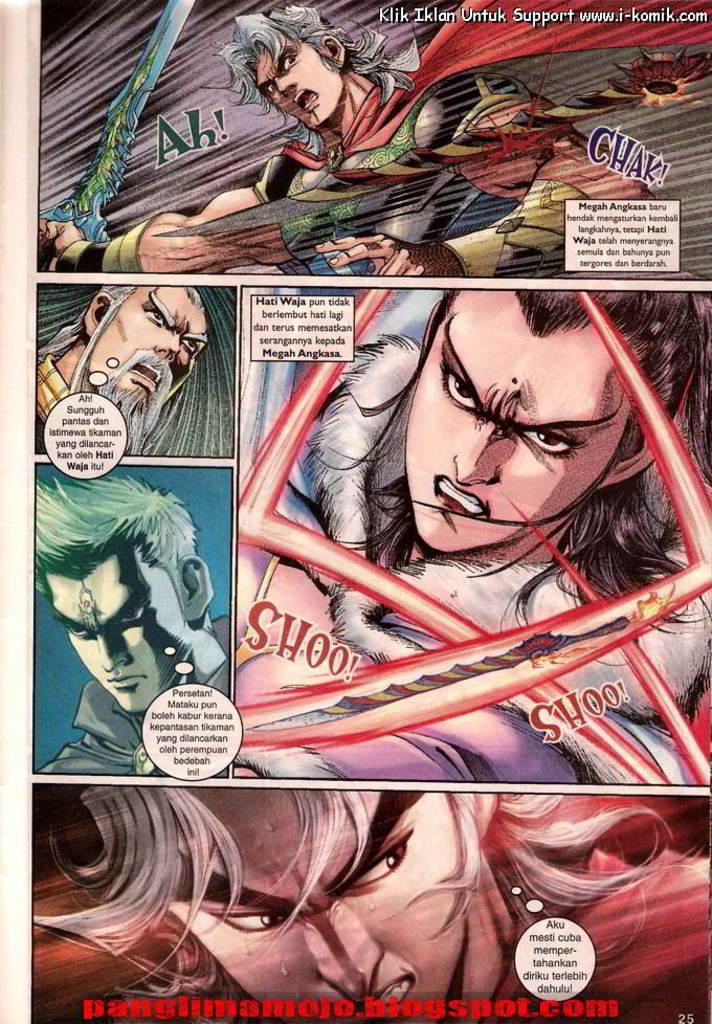 Klik Iklan Untuk Support www.i-komik.com
Ah!
CHAK!
Megah Angkasa baru
hendak mengaturkan kembali
langkahnya, tetapi Hati
Waja telah menyerangnya
semula dan bahunya pun
tergores dan berdarah.
Ah!
Sungguh
pantas dan
istimewa tikaman
yang dilancar-
kan oleh Hati
Waja itu!
Hati Waja pun tidak
berlembut hati lagi
dan terus memesatkan
serangannya kepada
Megah Angkasa.
SHOO!
SHOO!
Persetan!
Mataku pun
boleh kabur kerana
kepantasan tikaman
yang dilancarkan
oleh perempuan
bedebah
ini!
Aku
mesti cuba
memper-
tahankan
diriku terlebih
dahulu!
panglimamojo.blogspot.com
25